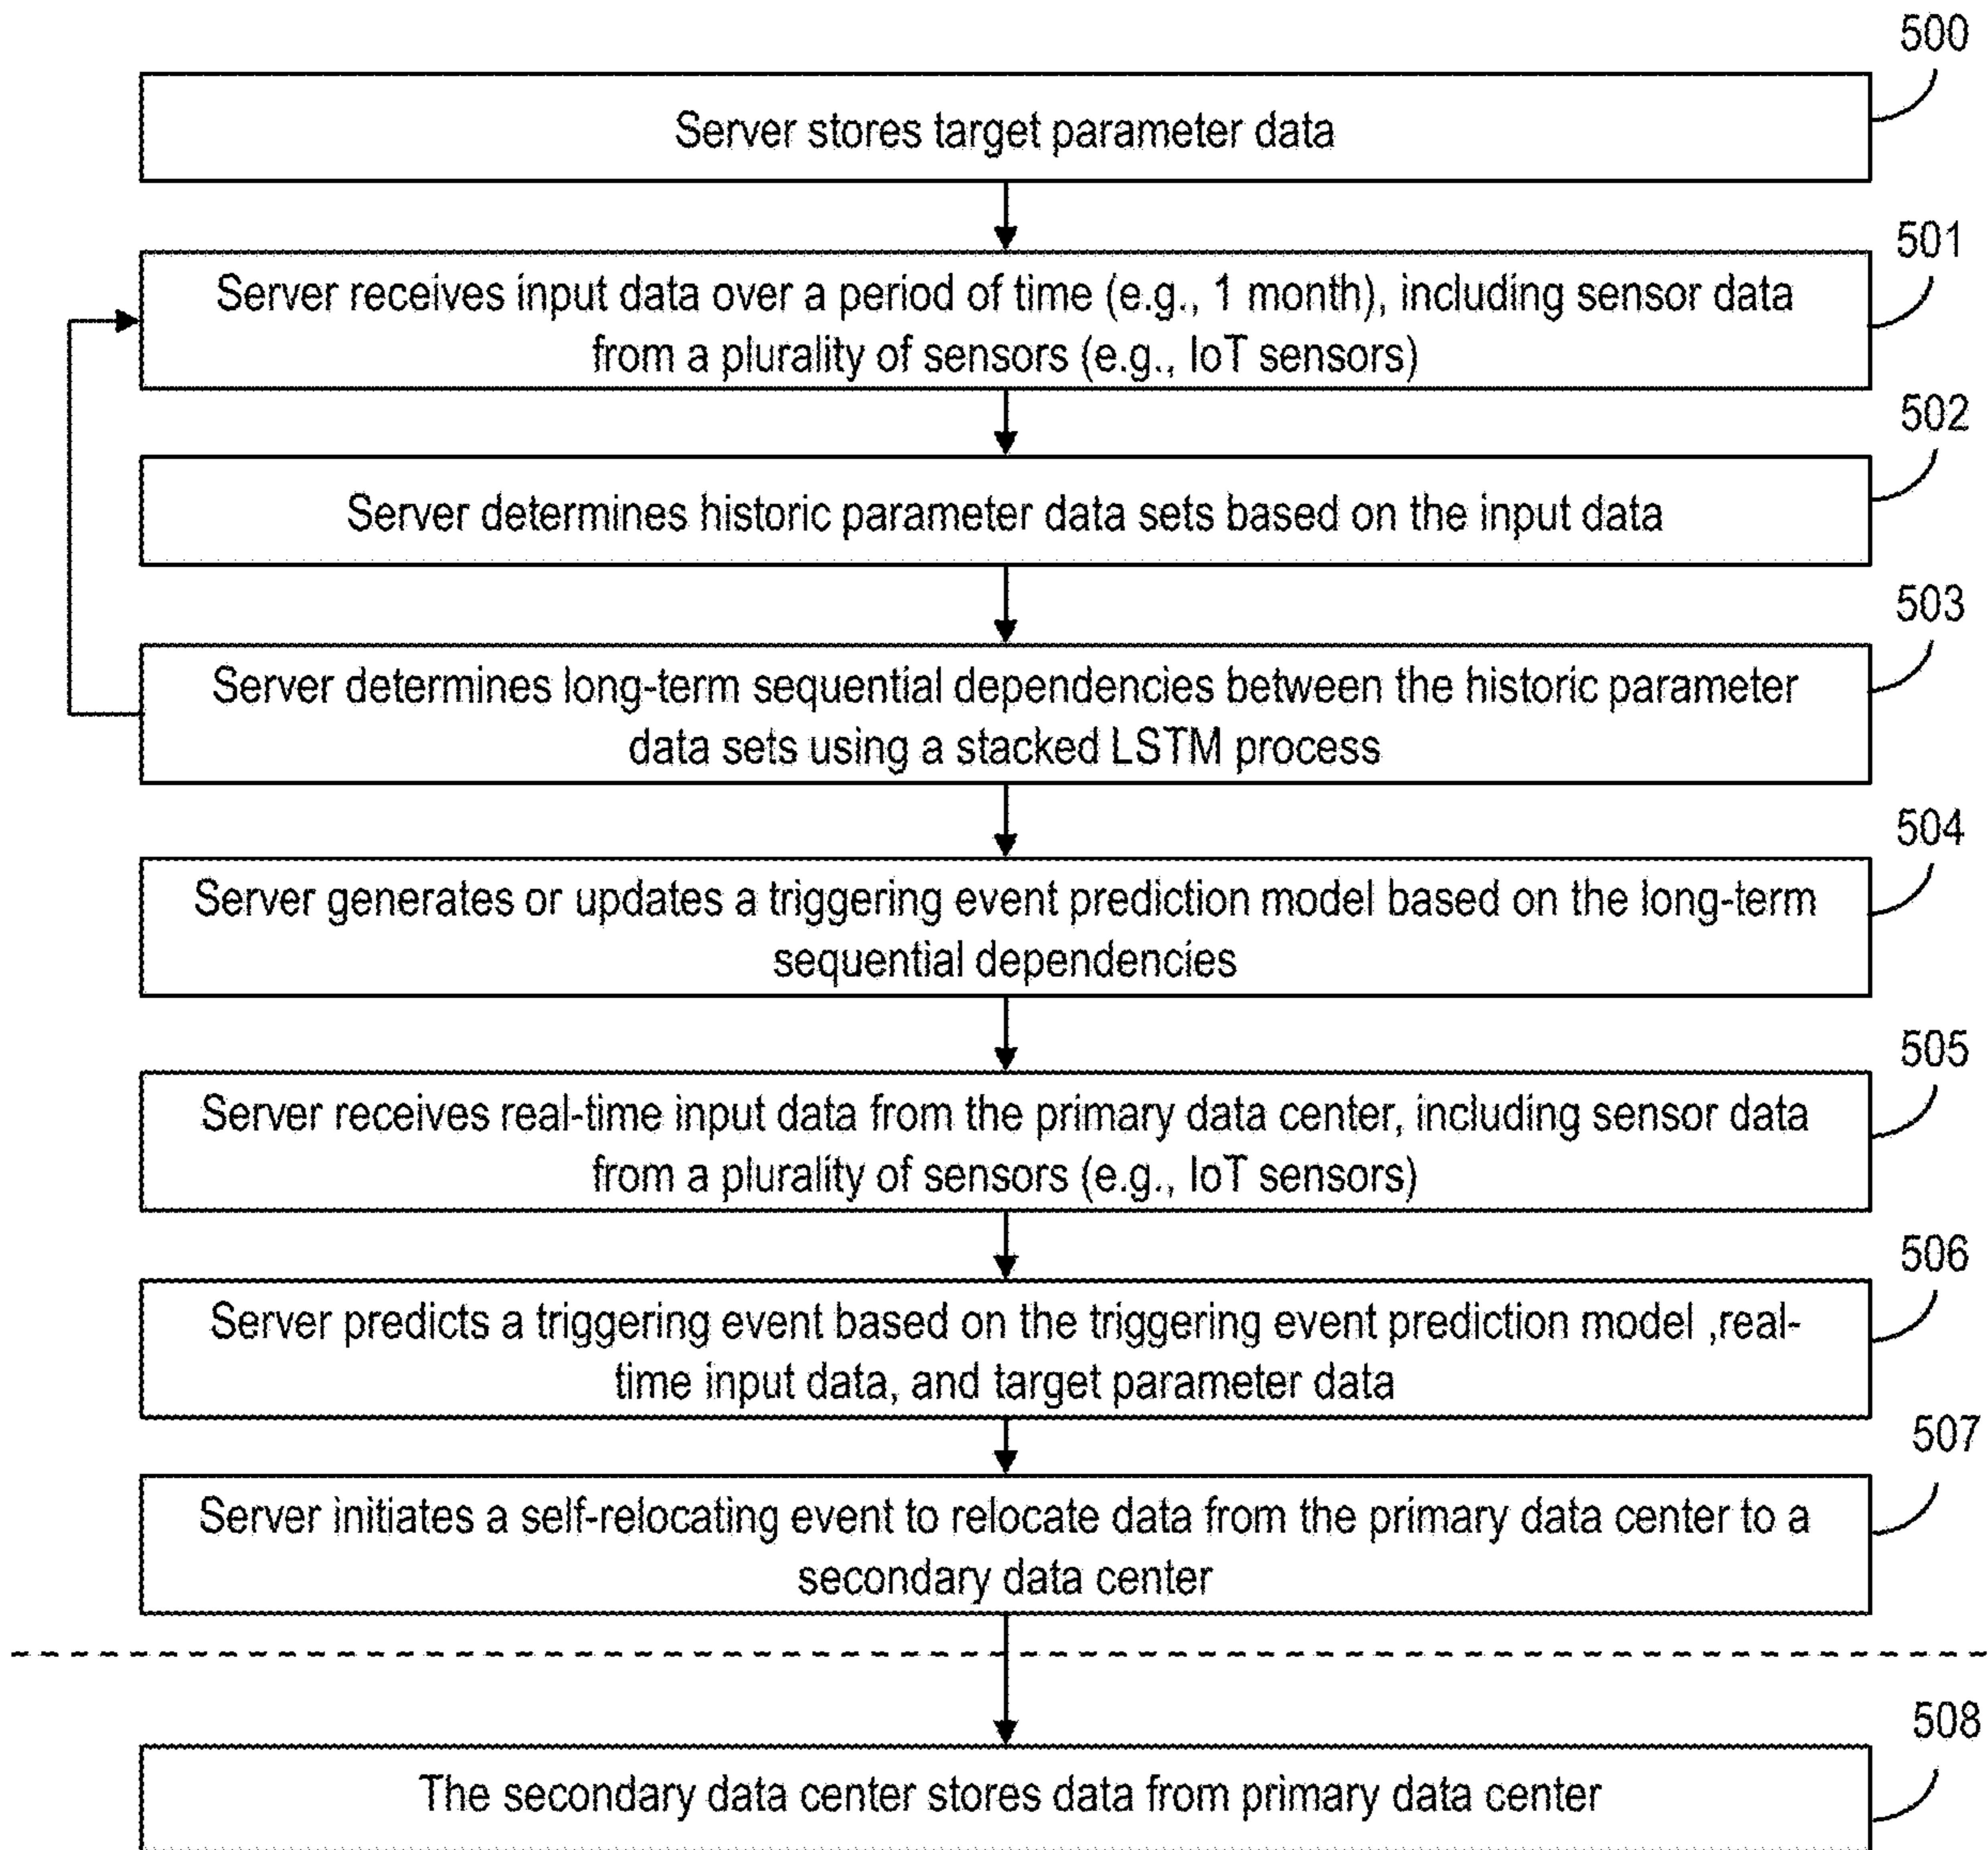 500
Server stores target parameter data
501
Server receives input data over a period of time (e.g., 1 month), including sensor data
from a plurality of sensors (e.g., IoT sensors)
502
Server determines historic parameter data sets based on the input data
503
Server determines long-term sequential dependencies between the historic parameter
data sets using a stacked LSTM process
504
Server generates or updates a triggering event prediction model based on the long-term
sequential dependencies
505
Server receives real-time input data from the primary data center, including sensor data
from a plurality of sensors (e.g., IoT sensors)
506
Server predicts a triggering event based on the triggering event prediction model ,real-
time input data, and target parameter data
507
Server initiates a self-relocating event to relocate data from the primary data center to a
secondary data center
508
The secondary data center stores data from primary data center